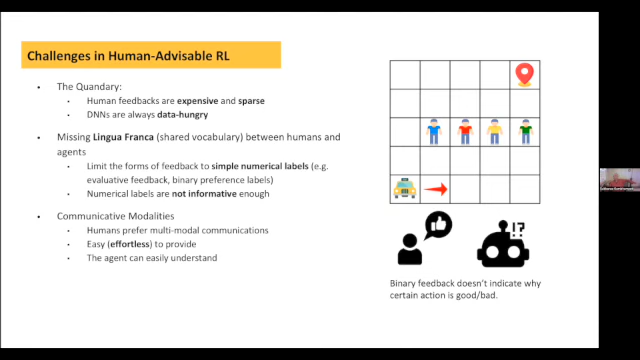 Challenges in Human-Advisable RL
• The Quandary:
• Human feedbacks are expensive and sparse
• DNNs are always data-hungry
• Missing Lingua Franca (shared vocabulary) between humans and
agents
• Limit the forms of feedback to simple numerical labels (e.g.
evaluative feedback, binary preference labels)
• Numerical labels are not informative enough
• Communicative Modalities
• Humans prefer multi-modal communications
• Easy (effortless) to provide
• The agent can easily understand
!?
Binary feedback doesn't indicate why
certain action is good/bad.